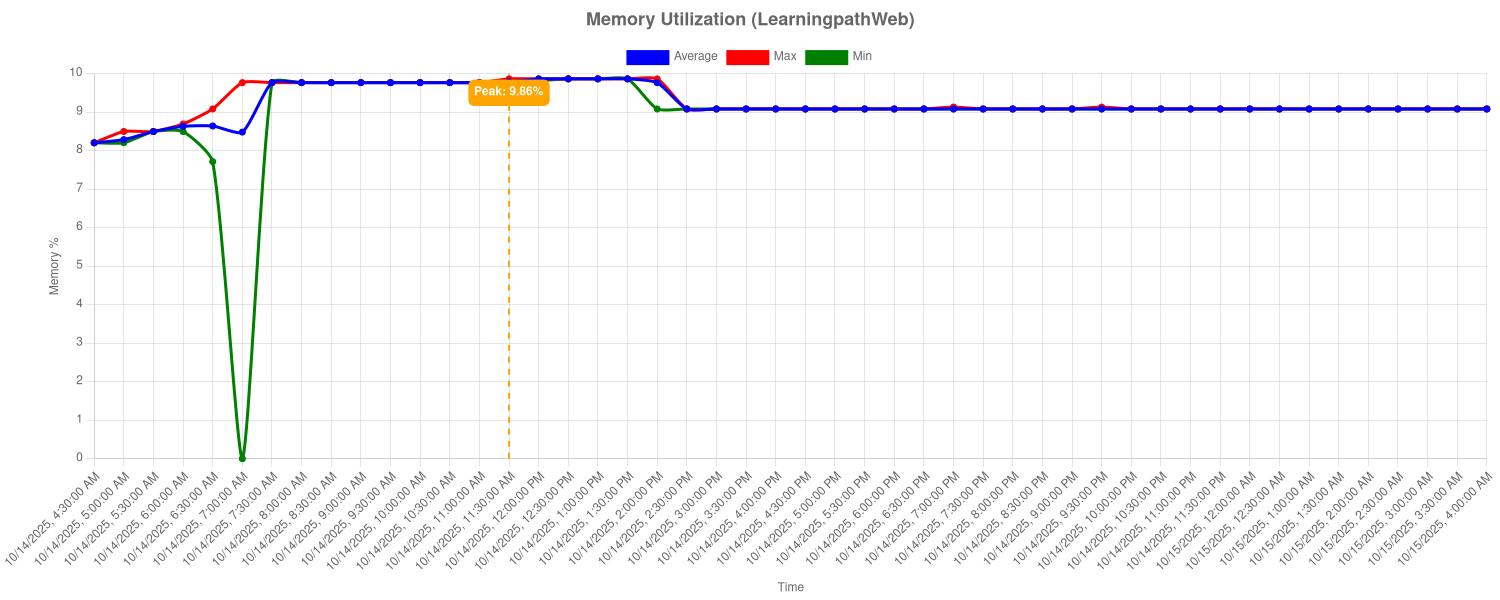 Memory Utilization (LearningpathWeb)
Average Max Min
10
9
8
7
6
5
4
3
2
1
0
Peak: 9.86%
Memory %
10/14/2025, 4:30:00 AM
10/14/2025, 5:00:00 AM
10/14/2025, 5:30:00 AM
10/14/2025, 6:00:00 AM
10/14/2025, 6:30:00 AM
10/14/2025, 7:00:00 AM
10/14/2025, 7:30:00 AM
10/14/2025, 8:00:00 AM
10/14/2025, 8:30:00 AM
10/14/2025, 9:00:00 AM
10/14/2025, 9:30:00 AM
10/14/2025, 10:00:00 AM
10/14/2025, 10:30:00 AM
10/14/2025, 11:00:00 AM
10/14/2025, 11:30:00 AM
10/14/2025, 12:00:00 PM
10/14/2025, 12:30:00 PM
10/14/2025, 1:00:00 PM
10/14/2025, 1:30:00 PM
10/14/2025, 2:00:00 PM
10/14/2025, 2:30:00 PM
10/14/2025, 3:00:00 PM
10/14/2025, 3:30:00 PM
10/14/2025, 4:00:00 PM
10/14/2025, 4:30:00 PM
10/14/2025, 5:00:00 PM
10/14/2025, 5:30:00 PM
10/14/2025, 6:00:00 PM
10/14/2025, 6:30:00 PM
10/14/2025, 7:00:00 PM
10/14/2025, 7:30:00 PM
10/14/2025, 8:00:00 PM
10/14/2025, 8:30:00 PM
10/14/2025, 9:00:00 PM
10/14/2025, 9:30:00 PM
10/14/2025, 10:00:00 PM
10/14/2025, 10:30:00 PM
10/14/2025, 11:00:00 PM
10/14/2025, 11:30:00 PM
10/15/2025, 12:00:00 AM
10/15/2025, 12:30:00 AM
10/15/2025, 1:00:00 AM
10/15/2025, 1:30:00 AM
10/15/2025, 2:00:00 AM
10/15/2025, 2:30:00 AM
10/15/2025, 3:00:00 AM
10/15/2025, 3:30:00 AM
10/15/2025, 4:00:00 AM
Time